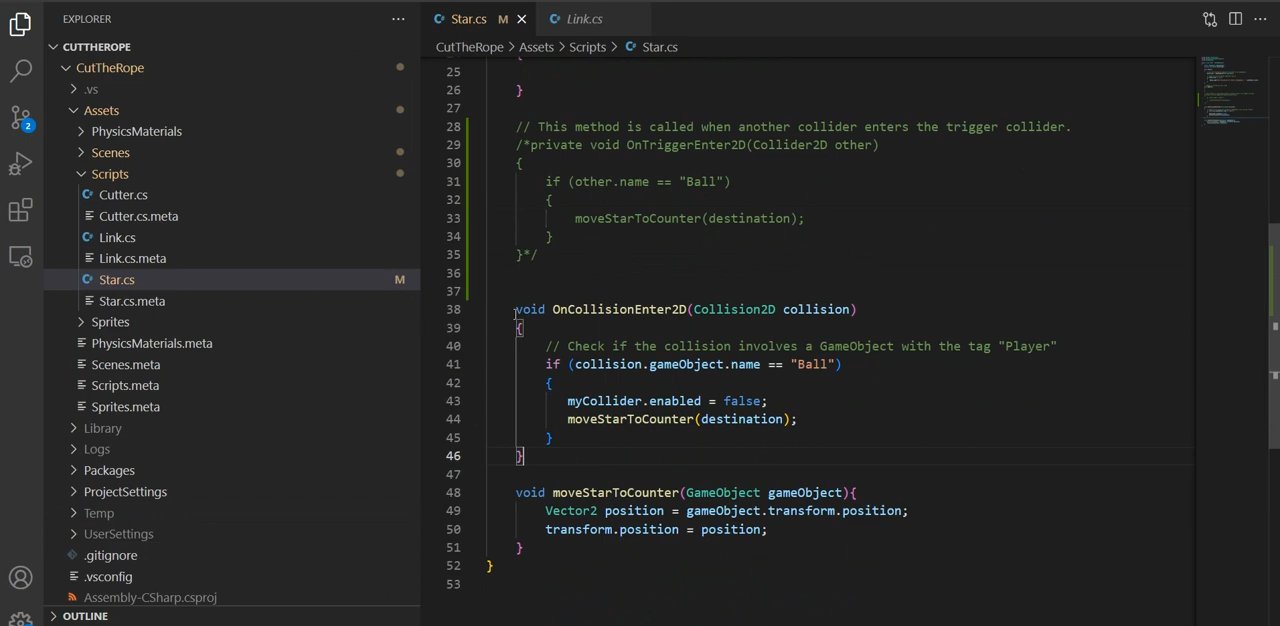 EXPLORER
CUTTHEROPE
CutTheRope
.vs
Assets
PhysicsMaterials
Scenes
Scripts
Cutter.cs
Cutter.cs.meta
Link.cs
Link.cs.meta
Star.cs M
Star.cs.meta
Sprites
PhysicsMaterials.meta
Scenes.meta
Scripts.meta
Sprites.meta
Library
Logs
Packages
ProjectSettings
Temp
UserSettings
.gitignore
.vsconfig
Assembly-CSharp.csproj
OUTLINE
2
Star.cs M
Link.cs
CutTheRope > Assets > Scripts > Star.cs
25
26 }
27
28 // This method is called when another collider enters the trigger collider.
29 /*private void OnTriggerEnter2D(Collider2D other)
30 {
31 if (other.name == "Ball")
32 {
33 moveStarToCounter(destination);
34 }
35 }*/
36
37
38 void OnCollisionEnter2D(Collision2D collision)
39 {
40 // Check if the collision involves a GameObject with the tag "Player"
41 if (collision.gameObject.name == "Ball")
42 {
43 myCollider.enabled = false;
44 moveStarToCounter(destination);
45 }
46 }
47
48 void moveStarToCounter(GameObject gameObject){
49 Vector2 position = gameObject.transform.position;
50 transform.position = position;
51 }
52 }
53